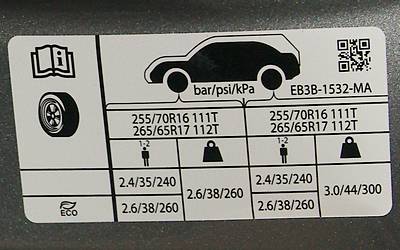 bar/psi/kPa
EB3B-1532-MA
255/70R16 111T 255/70R16 111T
265/65R17 112T 265/65R17 112T
1-2 1-2
2.4/35/240 2.6/38/260 2.4/35/240 3.0/44/300
ECO 2.6/38/260 2.6/38/260